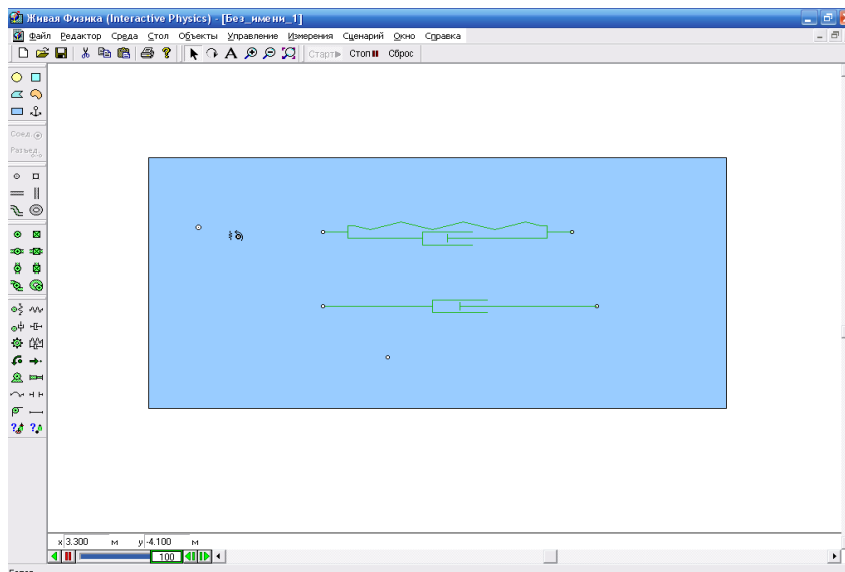 Живая Физика (Interactive Physics) - [Без_имени_1]
Файл Редактор Среда Стол Объекты Управление Измерения Сценарий Окно Справка
A Старт Стоп Сброс
Соед.
Разъед.
x 3.300 м y -4.100 м
100